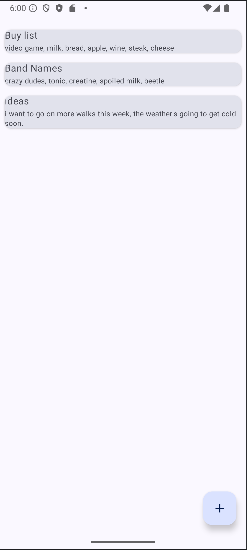 6:00
Buy list
video game, milk, bread, apple, wine, steak, cheese
Band Names
crazy dudes, tonic, creatine, spoiled milk, beetle
Ideas
I want to go on more walks this week, the weather's going to get cold
soon.
+